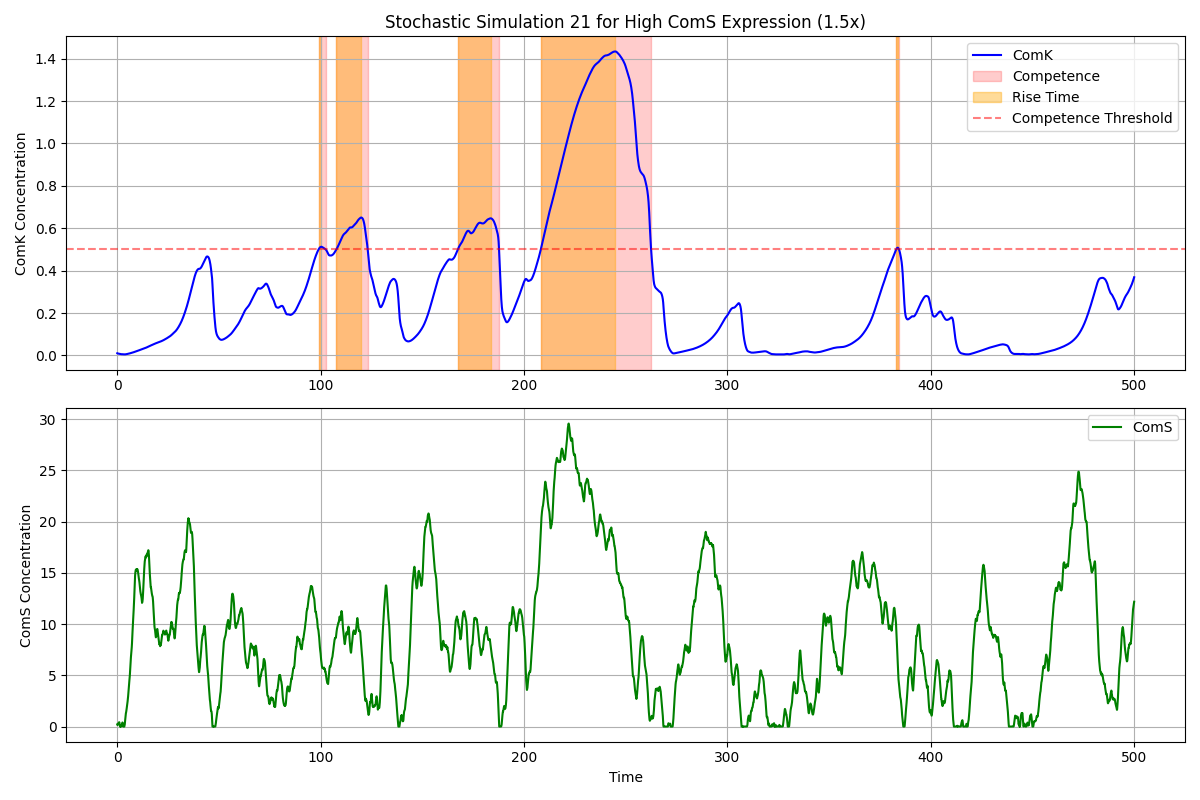 Stochastic Simulation 21 for High ComS Expression (1.5x)
ComK Concentration
1.4
1.2
1.0
0.8
0.6
0.4
0.2
0.0
ComK
Competence
Rise Time
Competence Threshold
0 100 200 300 400 500
ComS Concentration
30
25
20
15
10
5
0
ComS
0 100 200 300 400 500
Time